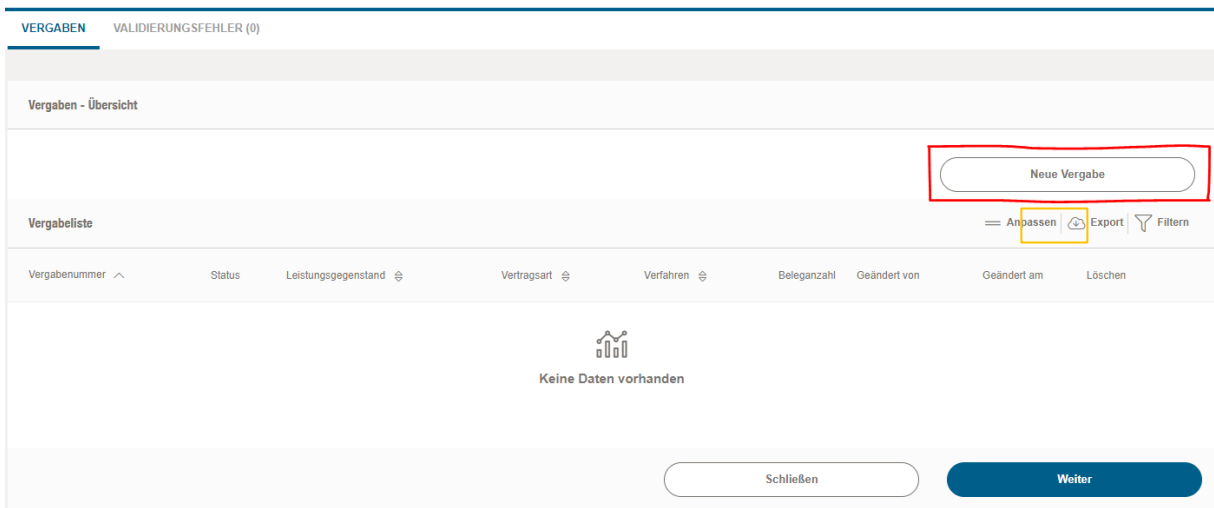 VERGABEN VALIDIERUNGSFEHLER (0)
Vergaben - Übersicht
Neue Vergabe
Vergabeliste Anpassen Export Filtern
Vergabenummer Status Leistungsgegenstand Vertragsart Verfahren Beleganzahl Geändert von Geändert am Löschen
Keine Daten vorhanden
Schließen Weiter